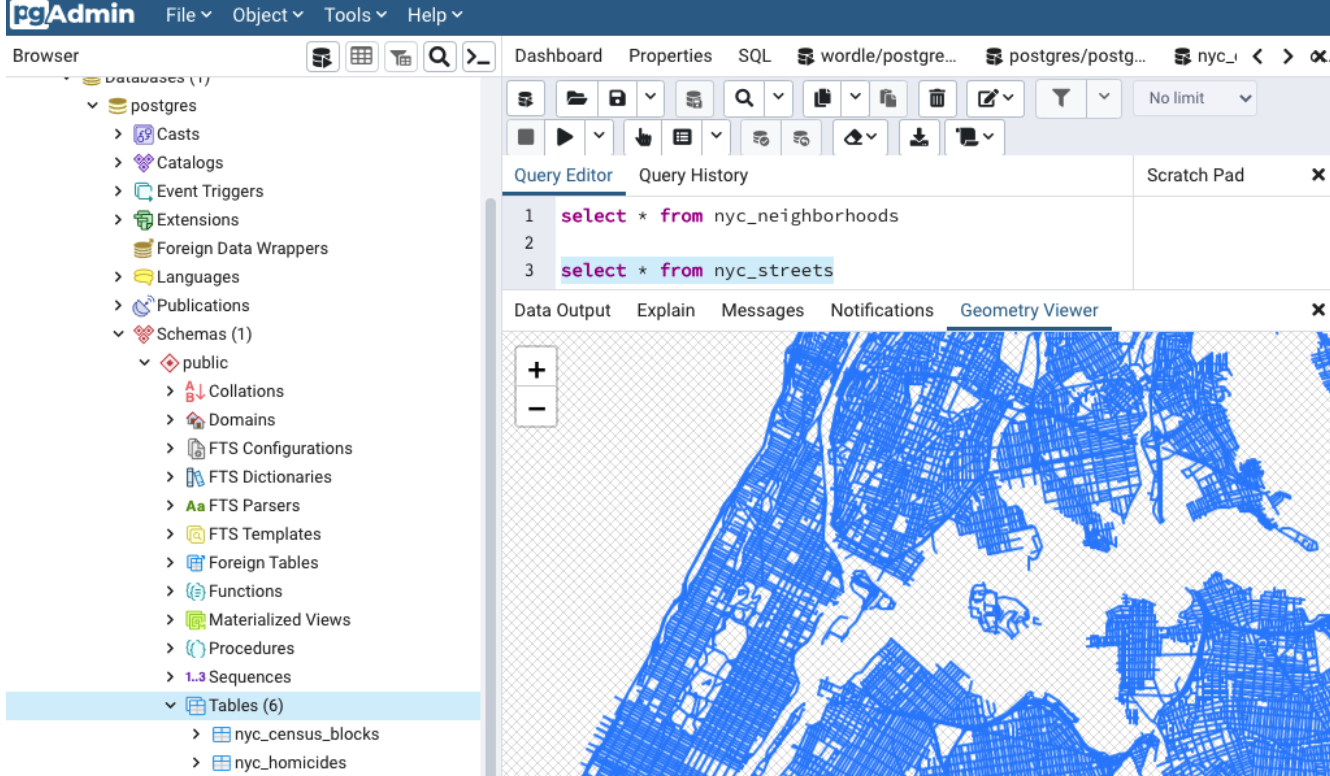 pgAdmin File Object Tools Help
Browser
Databases (1)
postgres
Casts
Catalogs
Event Triggers
Extensions
Foreign Data Wrappers
Languages
Publications
Schemas (1)
public
Collations
Domains
FTS Configurations
FTS Dictionaries
Aa FTS Parsers
FTS Templates
Foreign Tables
Functions
Materialized Views
Procedures
1..3 Sequences
Tables (6)
nyc_census_blocks
nyc_homicides
Dashboard Properties SQL wordle/postgre... postgres/postg... nyc_
No limit
Query Editor Query History
Scratch Pad
1 select * from nyc_neighborhoods
2
3 select * from nyc_streets
Data Output Explain Messages Notifications Geometry Viewer
+
−